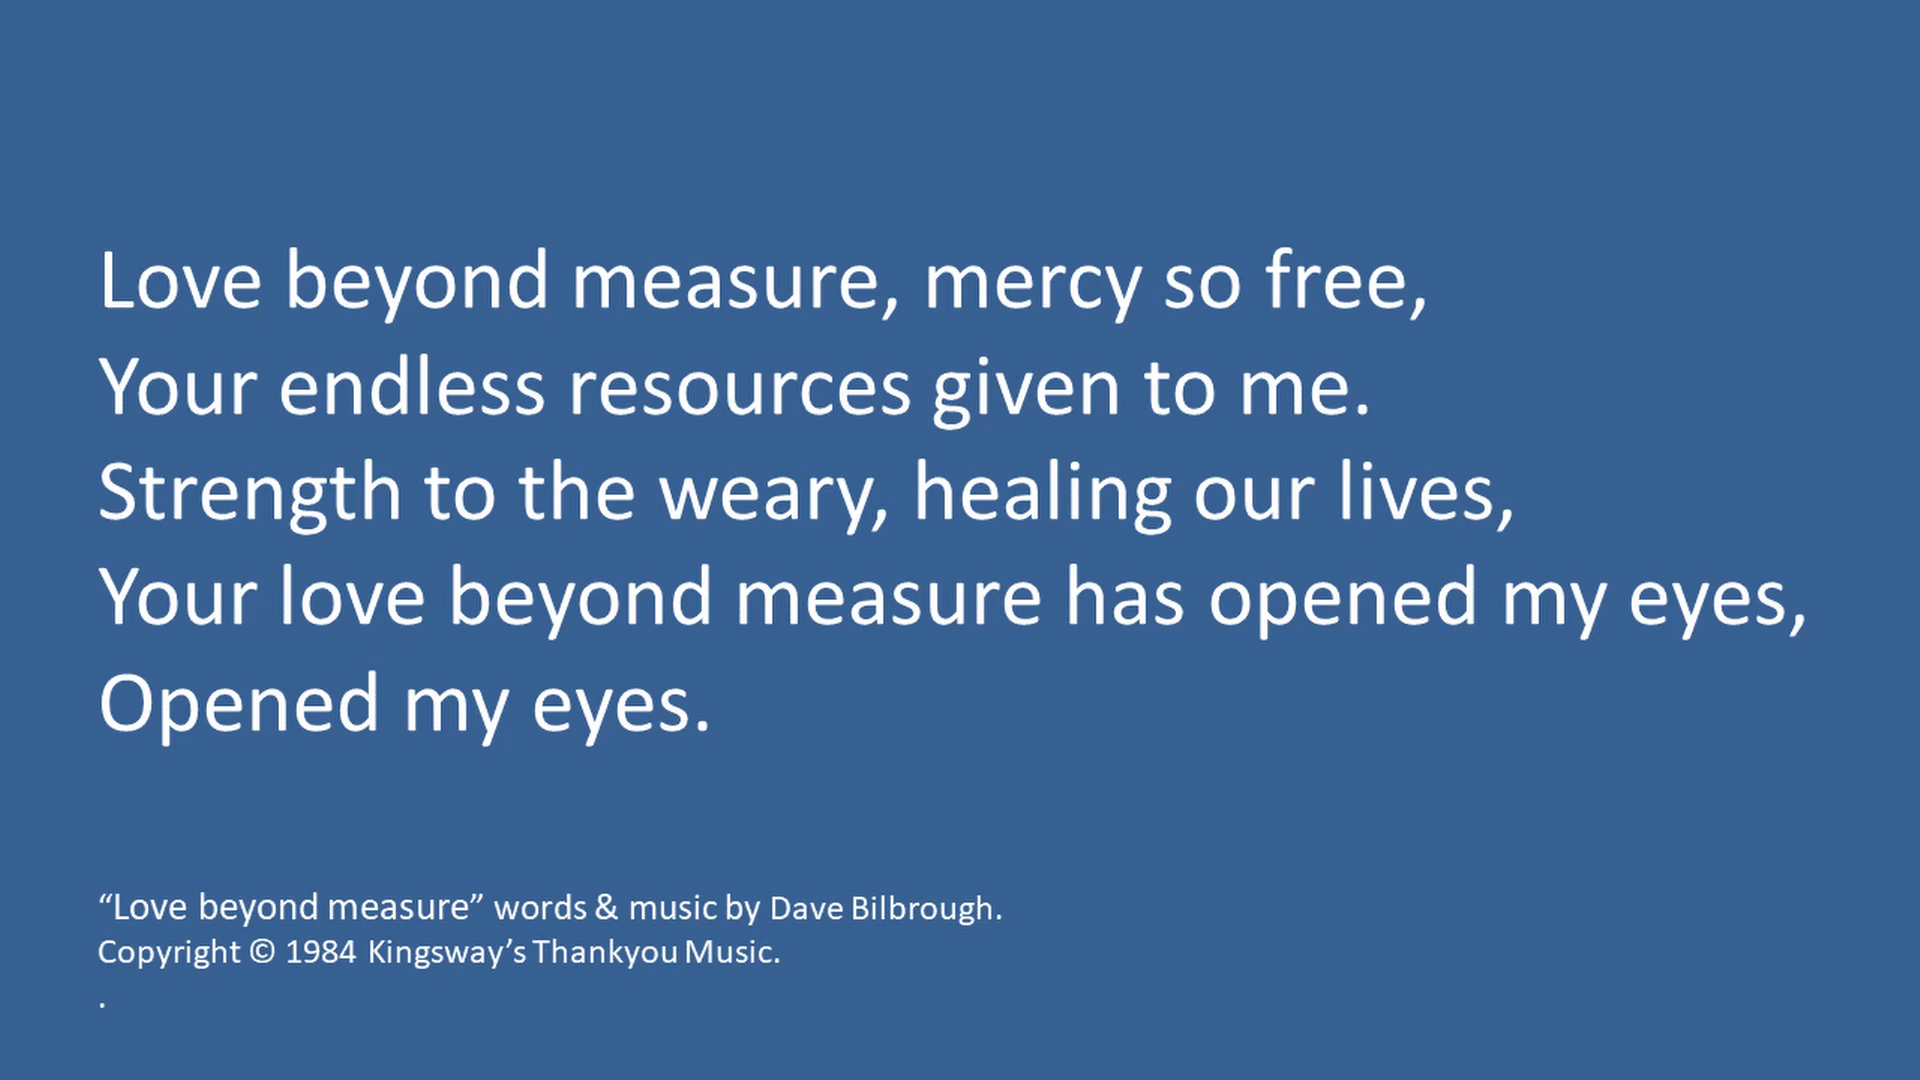 Love beyond measure, mercy so free,
Your endless resources given to me.
Strength to the weary, healing our lives,
Your love beyond measure has opened my eyes,
Opened my eyes.
“Love beyond measure” words & music by Dave Bilbrough.
Copyright © 1984 Kingsway’s Thankyou Music.
.